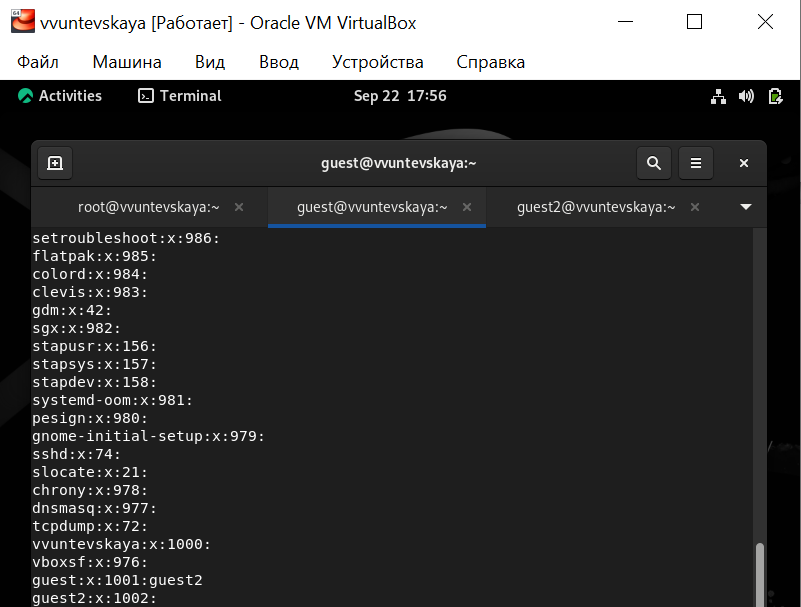 64
vvuntevskaya [Работает] - Oracle VM VirtualBox
Файл Машина Вид Ввод Устройства Справка
Activities Terminal Sep 22 17:56
guest@vvuntevskaya:~
root@vvuntevskaya:~ guest@vvuntevskaya:~ guest2@vvuntevskaya:~
setroubleshoot:x:986:
flatpak:x:985:
colord:x:984:
clevis:x:983:
gdm:x:42:
sgx:x:982:
stapusr:x:156:
stapsys:x:157:
stapdev:x:158:
systemd-oom:x:981:
pesign:x:980:
gnome-initial-setup:x:979:
sshd:x:74:
slocate:x:21:
chrony:x:978:
dnsmasq:x:977:
tcpdump:x:72:
vvuntevskaya:x:1000:
vboxsf:x:976:
guest:x:1001:guest2
guest2:x:1002: